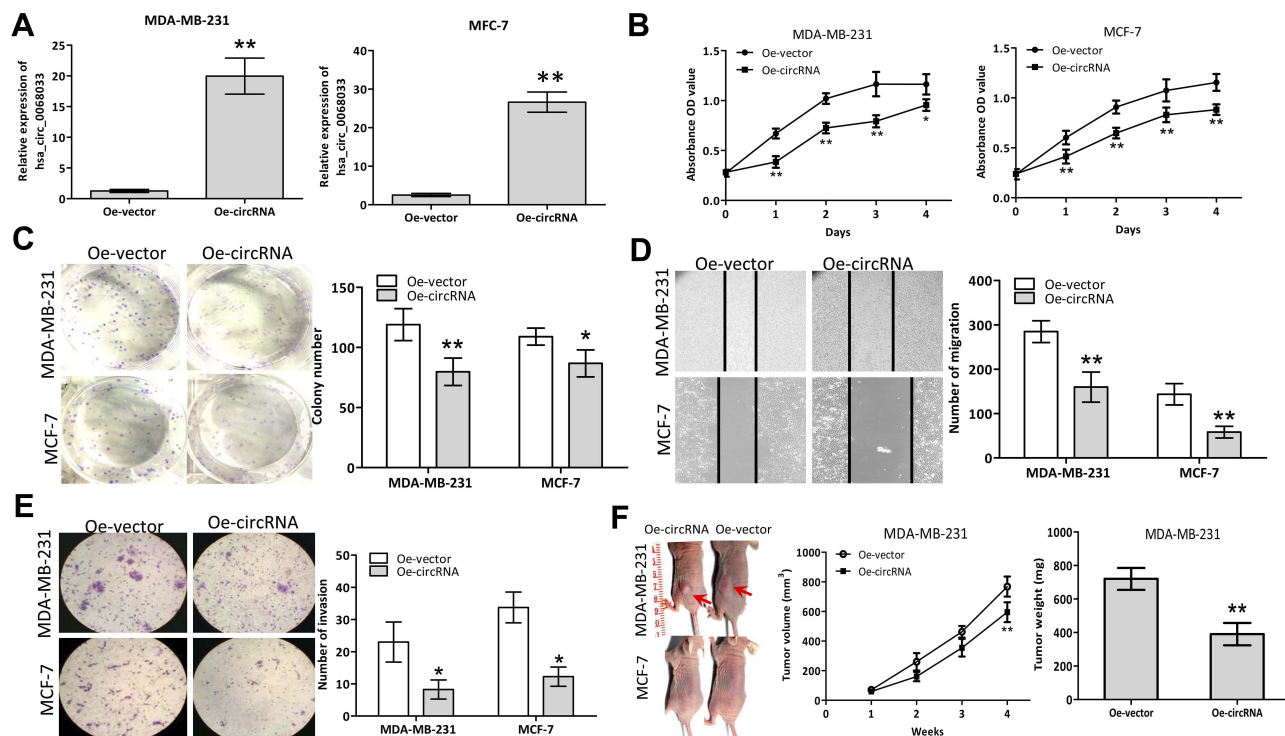 A
MDA-MB-231
Relative expression of
hsa_circ_0068033
25
20
15
10
5
0
**
Oe-vector
Oe-circRNA
MFC-7
Relative expression of
hsa_circ_0068033
40
30
20
10
0
**
Oe-vector
Oe-circRNA
B
MDA-MB-231
Oe-vector
Oe-circRNA
Absorbance OD value
1.5
1.0
0.5
0.0
**
**
**
*
0 1 2 3 4
Days
MCF-7
Oe-vector
Oe-circRNA
Absorbance OD value
1.5
1.0
0.5
0.0
**
**
**
**
0 1 2 3 4
Days
C
Oe-vector Oe-circRNA
MDA-MB-231
MCF-7
Colony number
150
100
50
0
Oe-vector
Oe-circRNA
**
*
MDA-MB-231 MCF-7
D
Oe-vector Oe-circRNA
MDA-MB-231
MCF-7
Number of migration
400
300
200
100
0
Oe-vector
Oe-circRNA
**
**
MDA-MB-231 MCF-7
E
Oe-vector Oe-circRNA
MDA-MB-231
MCF-7
Number of invasion
50
40
30
20
10
0
Oe-vector
Oe-circRNA
*
*
MDA-MB-231 MCF-7
F
Oe-circRNA Oe-vector
MDA-MB-231
MCF-7
MDA-MB-231
Oe-vector
Oe-circRNA
Tumor volume (mm³)
800
600
400
200
0
**
0 1 2 3 4
Weeks
MDA-MB-231
Tumor weight (mg)
1000
800
600
400
200
0
**
Oe-vector
Oe-circRNA